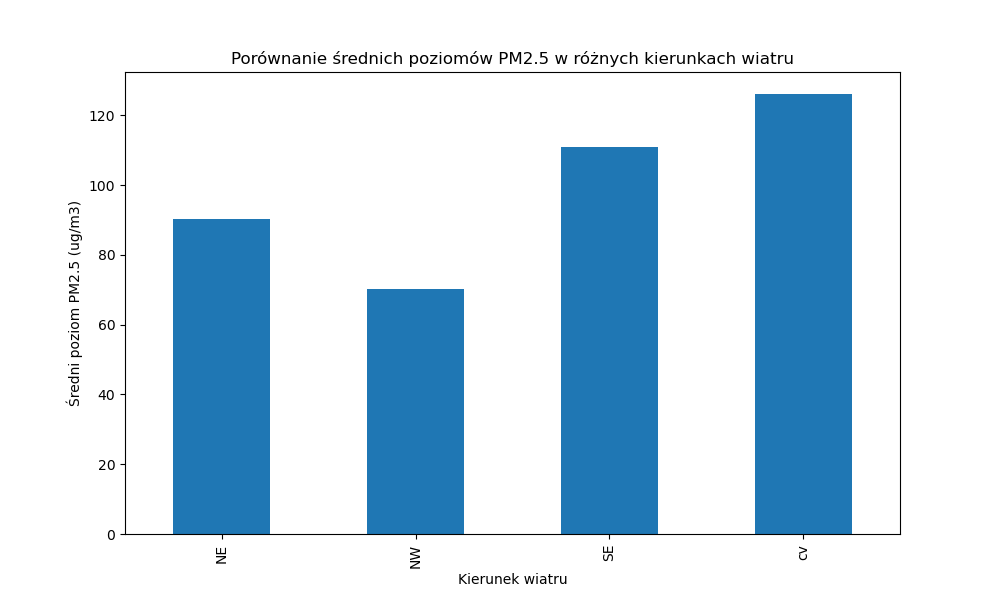 Porównanie średnich poziomów PM2.5 w różnych kierunkach wiatru
Średni poziom PM2.5 (ug/m3)
120
100
80
60
40
20
0
NE
NW
SE
cv
Kierunek wiatru